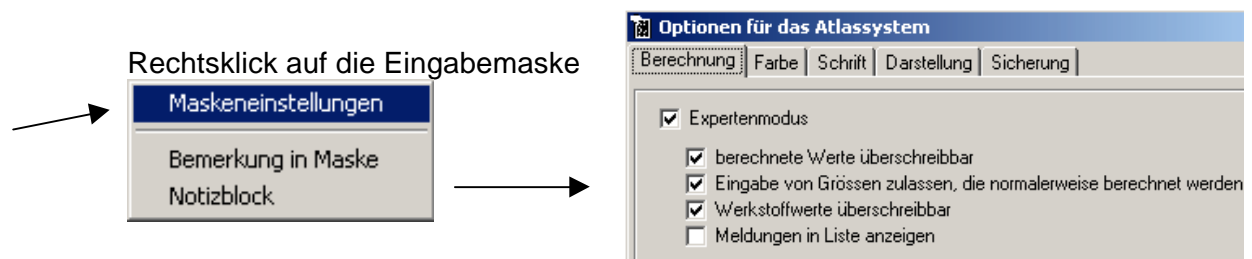 Rechtsklick auf die Eingabemaske
Maskeneinstellungen
Bemerkung in Maske
Notizblock
Optionen für das Atlassystem
Berechnung Farbe Schrift Darstellung Sicherung
Expertenmodus
berechnete Werte überschreibbar
Eingabe von Grössen zulassen, die normalerweise berechnet werden
Werkstoffwerte überschreibbar
Meldungen in Liste anzeigen